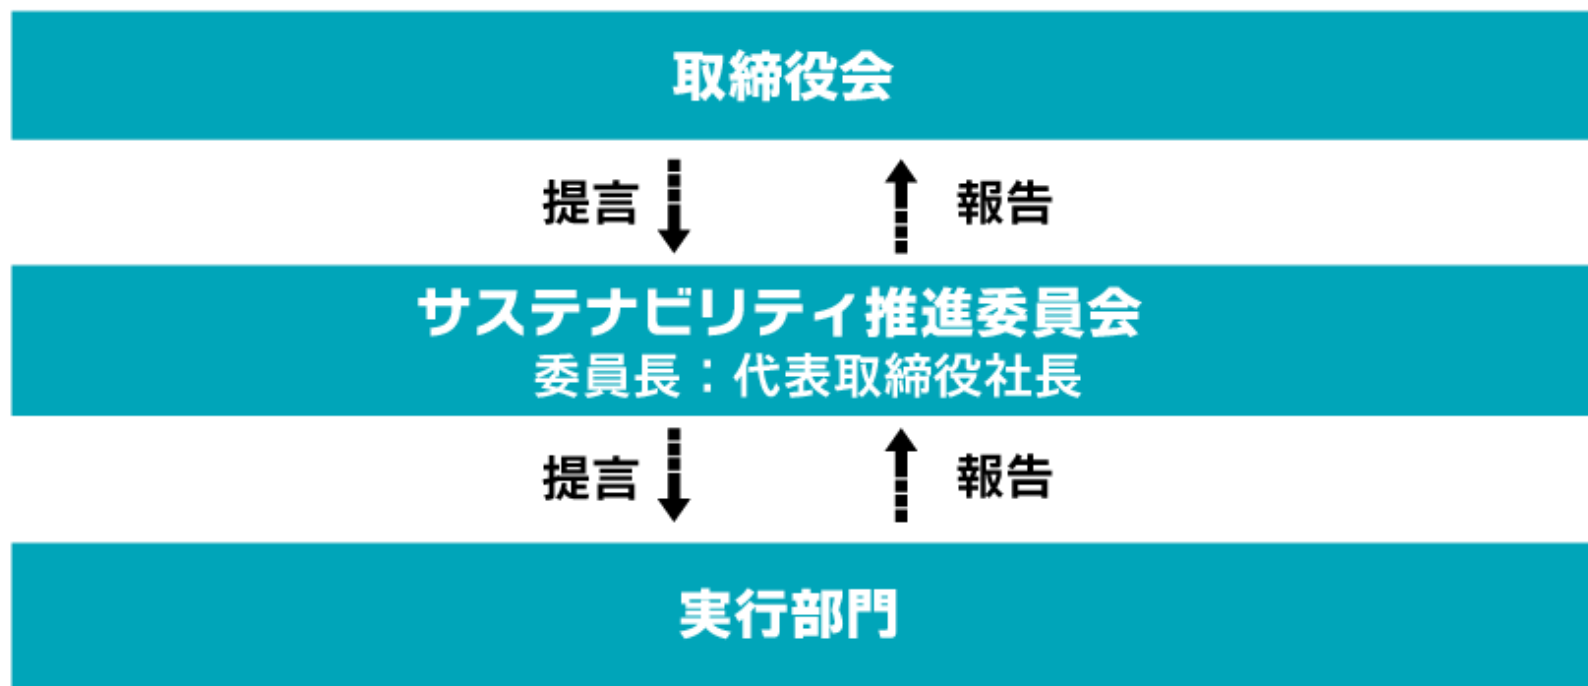 取締役会
提言 報告
サステナビリティ推進委員会
委員長：代表取締役社長
提言 報告
実行部門